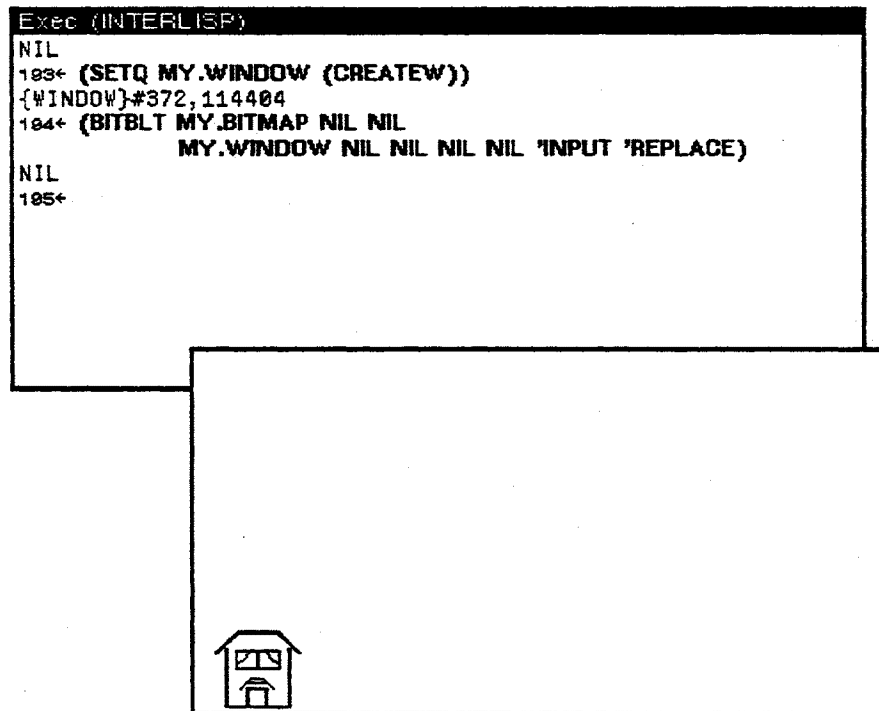 Exec (INTERLISP)
NIL
193← (SETQ MY.WINDOW (CREATEW))
{WINDOW}#372,114404
194← (BITBLT MY.BITMAP NIL NIL
MY.WINDOW NIL NIL NIL NIL 'INPUT 'REPLACE)
NIL
195←